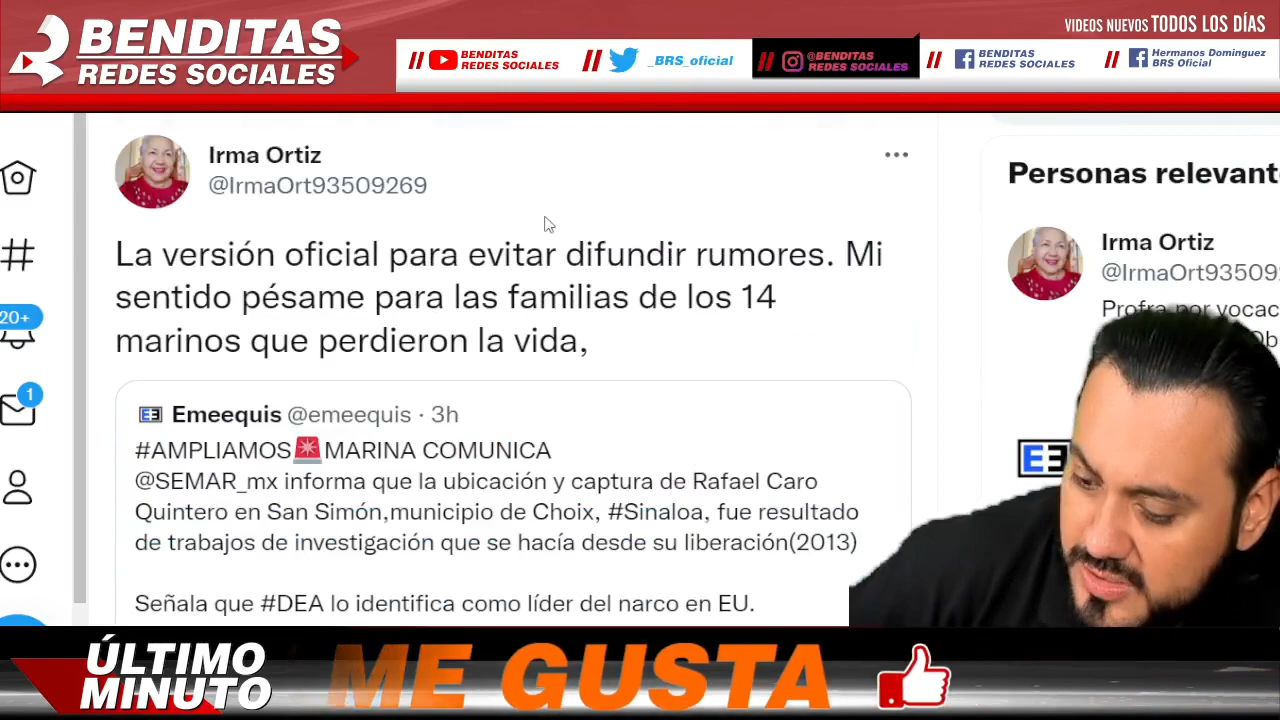 BENDITAS
REDES SOCIALES
VIDEOS NUEVOS TODOS LOS DÍAS
// BENDITAS
REDES SOCIALES
// _BRS_oficial
// @BENDITAS
REDES SOCIALES
// BENDITAS
REDES SOCIALES
// Hermanos Dominguez
BRS Oficial
Irma Ortiz
@IrmaOrt93509269
La versión oficial para evitar difundir rumores. Mi
sentido pésame para las familias de los 14
marinos que perdieron la vida,
Emeequis @emeequis · 3h
#AMPLIAMOS🚨MARINA COMUNICA
@SEMAR_mx informa que la ubicación y captura de Rafael Caro
Quintero en San Simón,municipio de Choix, #Sinaloa, fue resultado
de trabajos de investigación que se hacía desde su liberación(2013)
Señala que #DEA lo identifica como líder del narco en EU.
20+
1
Personas relevant
Irma Ortiz
@IrmaOrt9350
Profra por vocac
ÚLTIMO
MINUTO
ME GUSTA